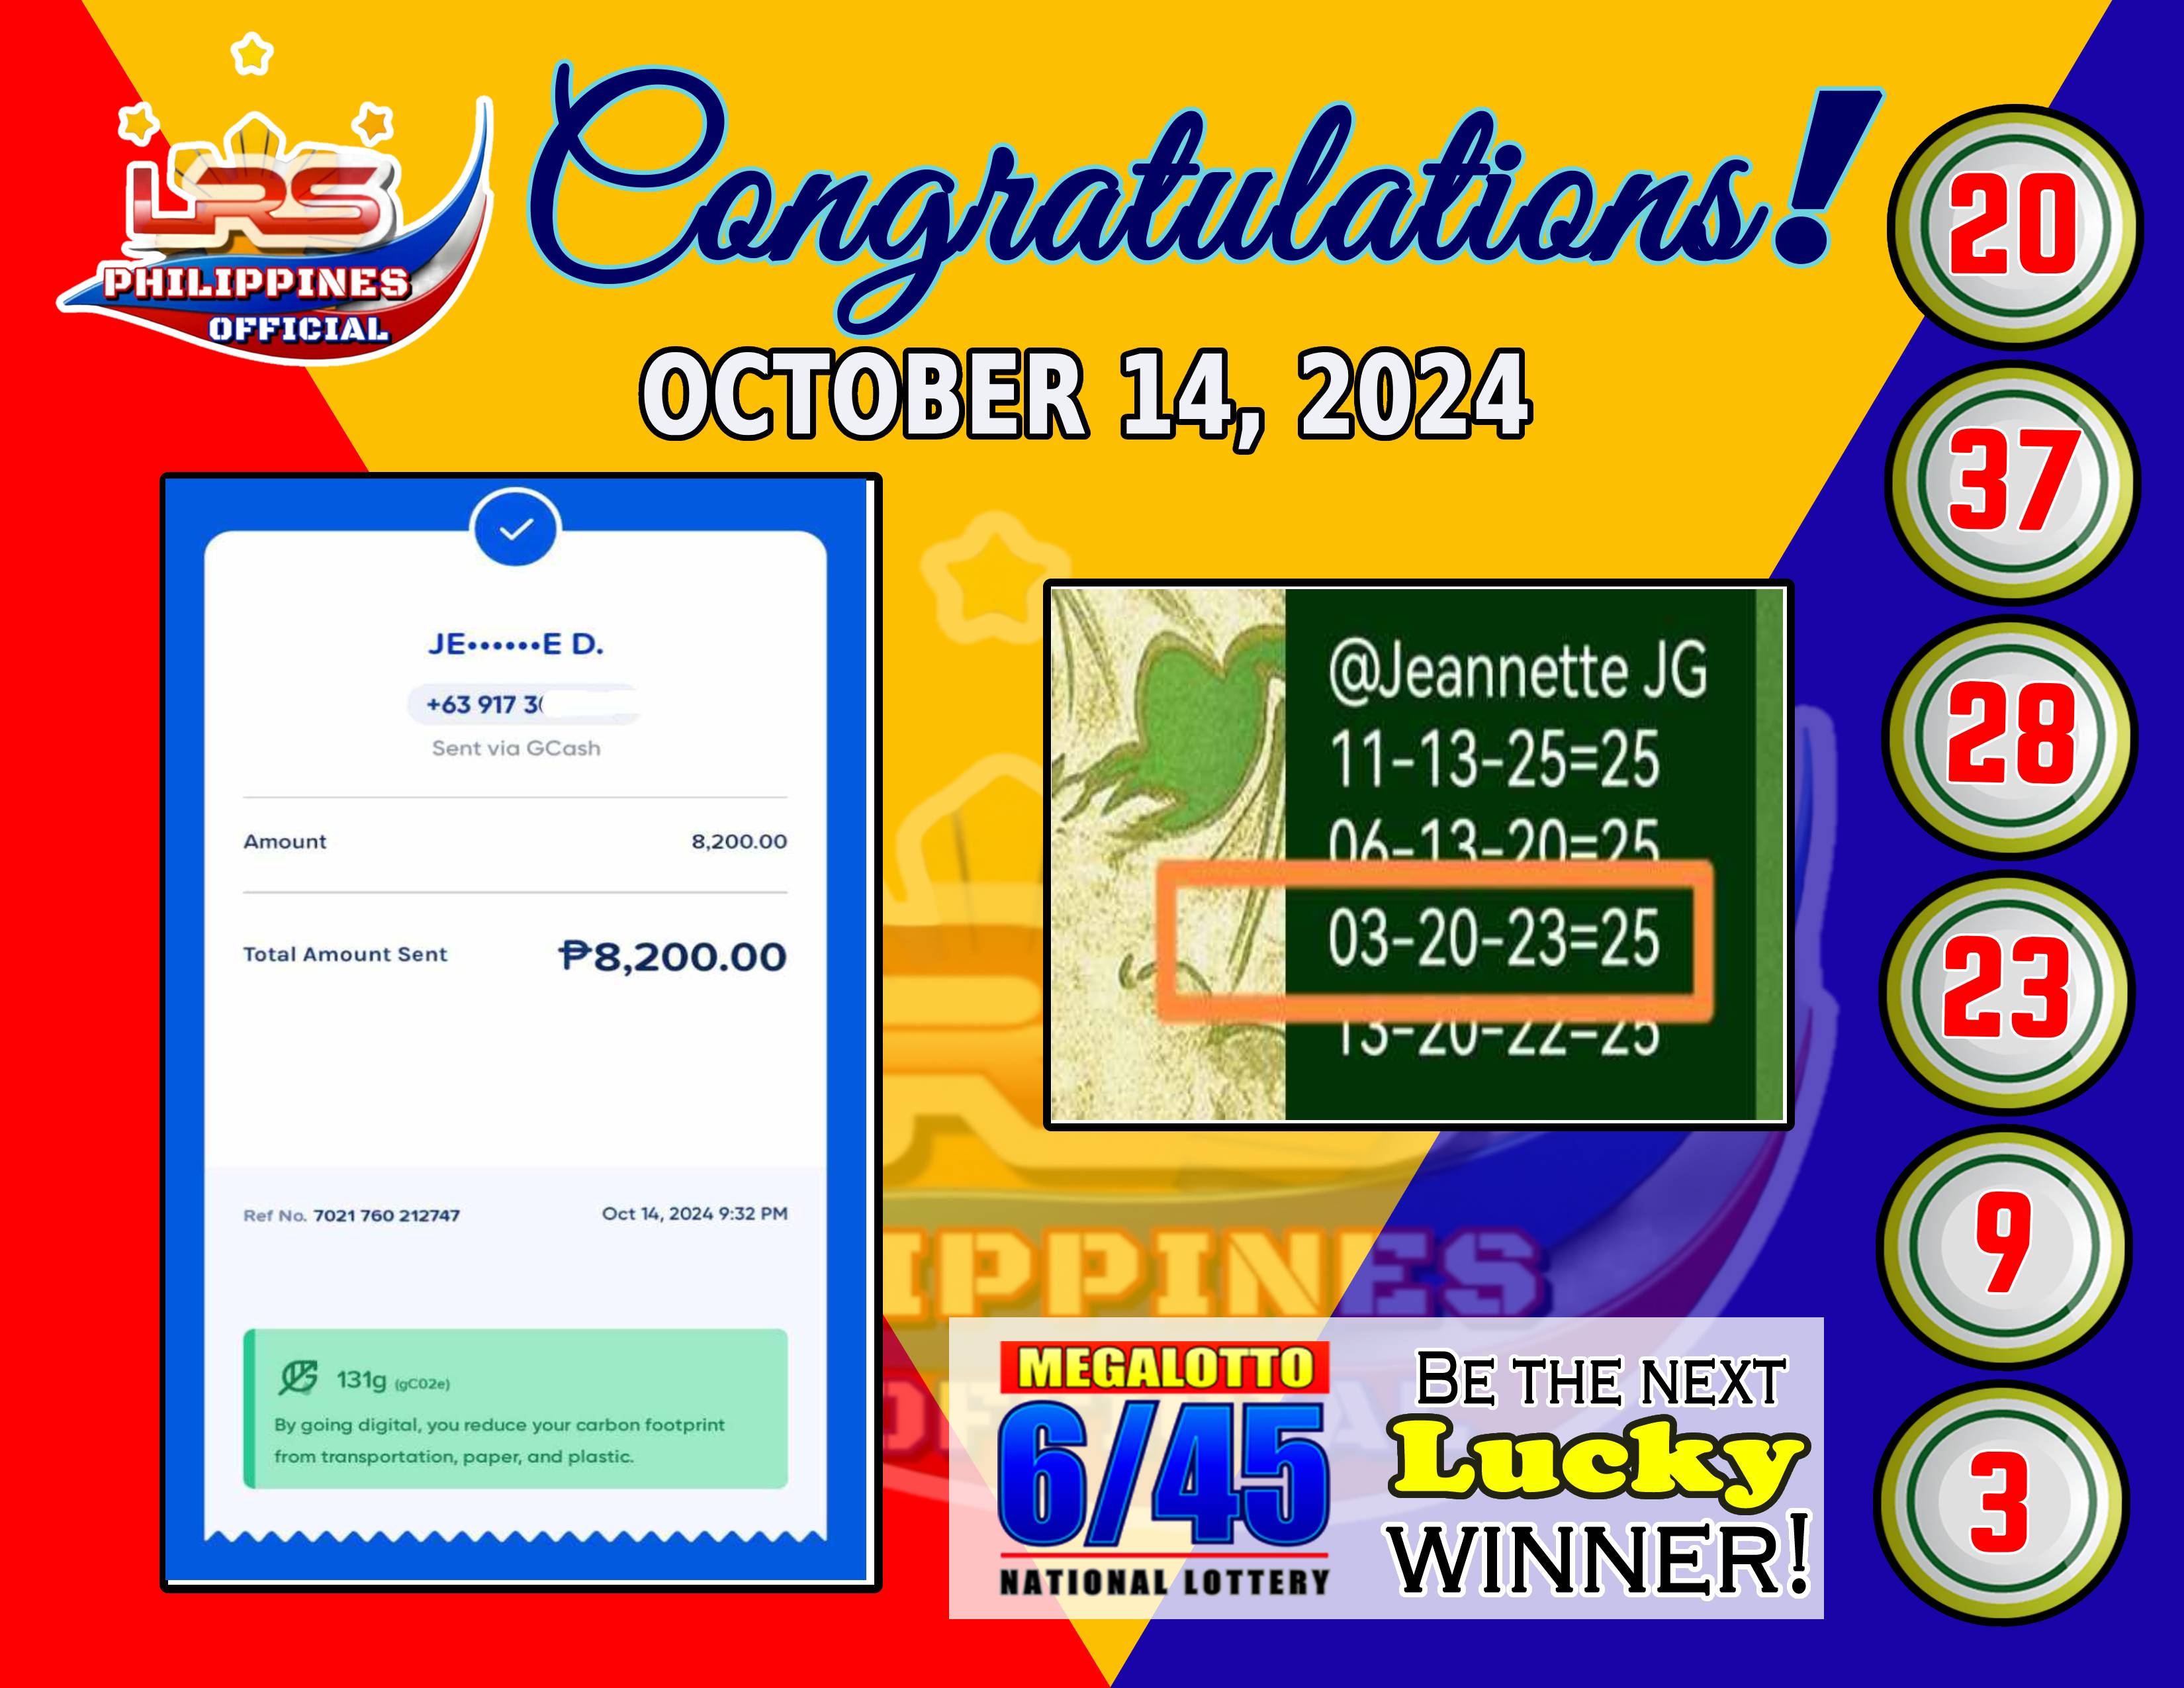 LRS
PHILIPPINES
OFFICIAL
Congratulations!
OCTOBER 14, 2024
JE••••••E D.
+63 917 3
Sent via GCash
Amount 8,200.00
Total Amount Sent ₱8,200.00
Ref No. 7021 760 212747 Oct 14, 2024 9:32 PM
131g (gCO2e)
By going digital, you reduce your carbon footprint
from transportation, paper, and plastic.
@Jeannette JG
11-13-25=25
06-13-20=25
03-20-23=25
13-20-22=25
MEGALOTTO
6/45
NATIONAL LOTTERY
BE THE NEXT
Lucky
WINNER!
20
37
28
23
9
3